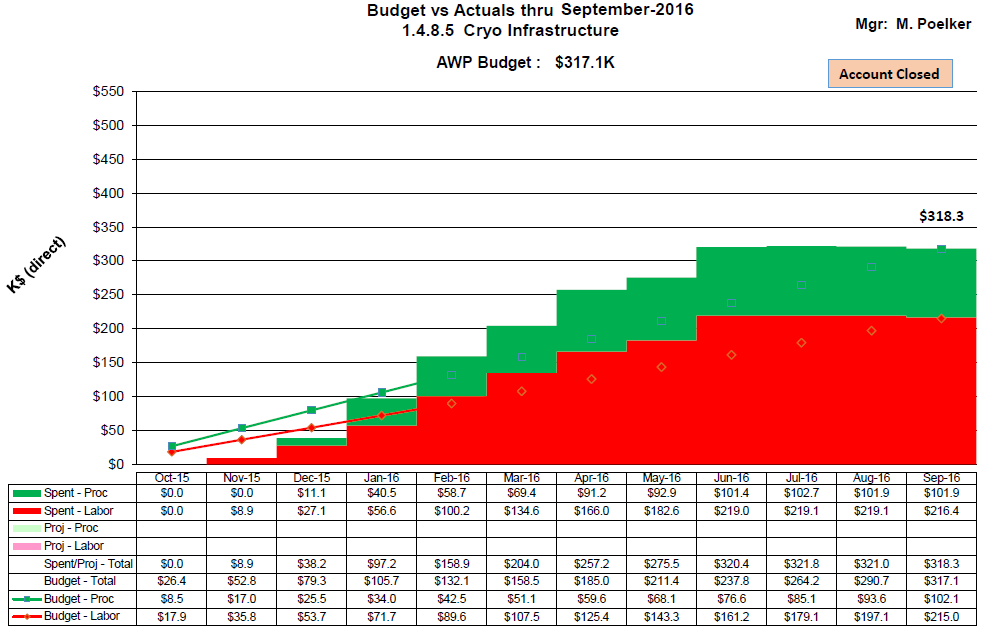 Budget vs Actuals thru September-2016
1.4.8.5 Cryo Infrastructure
Mgr: M. Poelker
AWP Budget : $317.1K
Account Closed
$550
$500
$450
$400
$350
$318.3
$300
$250
$200
$150
$100
$50
$0
K$ (direct)
Oct-15 Nov-15 Dec-15 Jan-16 Feb-16 Mar-16 Apr-16 May-16 Jun-16 Jul-16 Aug-16 Sep-16
Spent - Proc $0.0 $0.0 $11.1 $40.5 $58.7 $69.4 $91.2 $92.9 $101.4 $102.7 $101.9 $101.9
Spent - Labor $0.0 $8.9 $27.1 $56.6 $100.2 $134.6 $166.0 $182.6 $219.0 $219.1 $219.1 $216.4
Proj - Proc
Proj - Labor
Spent/Proj - Total $0.0 $8.9 $38.2 $97.2 $158.9 $204.0 $257.2 $275.5 $320.4 $321.8 $321.0 $318.3
Budget - Total $26.4 $52.8 $79.3 $105.7 $132.1 $158.5 $185.0 $211.4 $237.8 $264.2 $290.7 $317.1
Budget - Proc $8.5 $17.0 $25.5 $34.0 $42.5 $51.1 $59.6 $68.1 $76.6 $85.1 $93.6 $102.1
Budget - Labor $17.9 $35.8 $53.7 $71.7 $89.6 $107.5 $125.4 $143.3 $161.2 $179.1 $197.1 $215.0